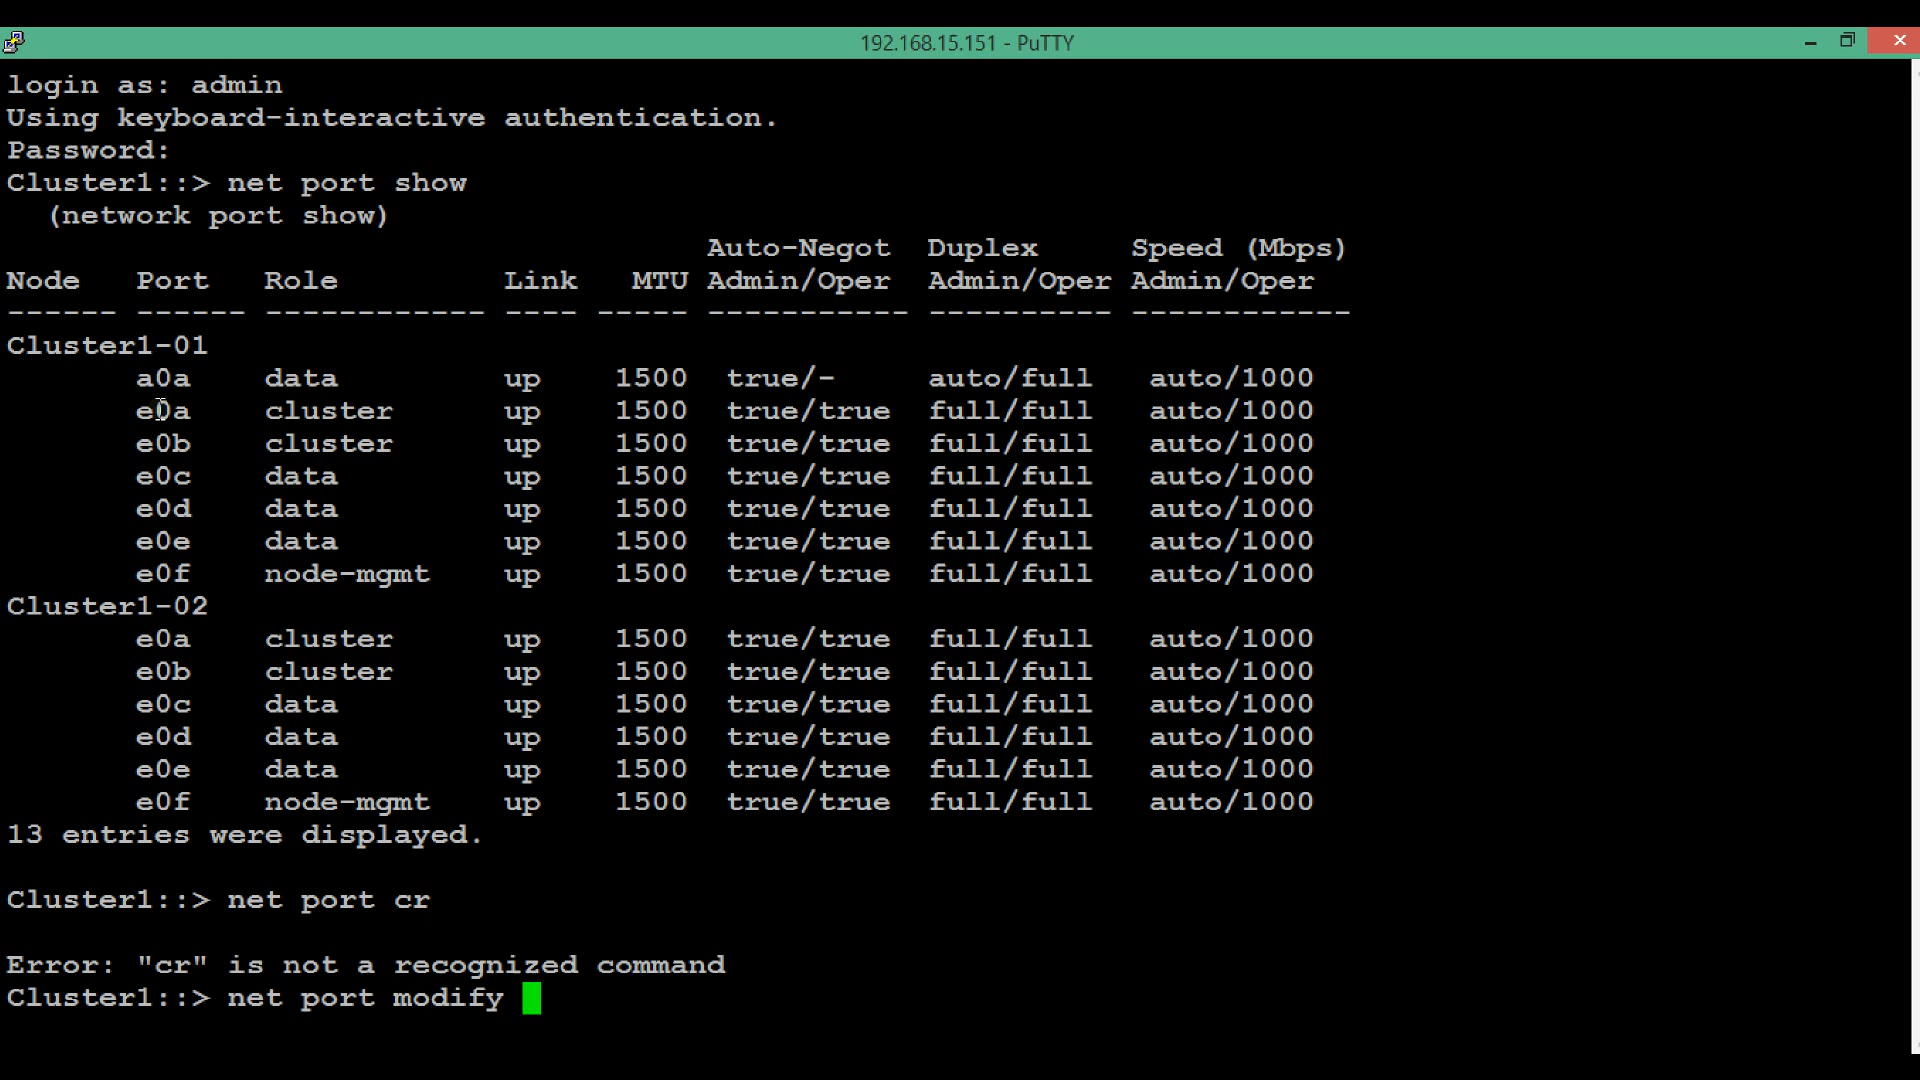 192.168.15.151 - PuTTY
login as: admin
Using keyboard-interactive authentication.
Password:
Cluster1::> net port show
  (network port show)
                                      Auto-Negot  Duplex     Speed (Mbps)
Node   Port   Role         Link   MTU Admin/Oper  Admin/Oper Admin/Oper
------ ------ ------------ ---- ----- ----------- ---------- ------------
Cluster1-01
       a0a    data         up    1500  true/-     auto/full   auto/1000
       e0a    cluster      up    1500  true/true  full/full   auto/1000
       e0b    cluster      up    1500  true/true  full/full   auto/1000
       e0c    data         up    1500  true/true  full/full   auto/1000
       e0d    data         up    1500  true/true  full/full   auto/1000
       e0e    data         up    1500  true/true  full/full   auto/1000
       e0f    node-mgmt    up    1500  true/true  full/full   auto/1000
Cluster1-02
       e0a    cluster      up    1500  true/true  full/full   auto/1000
       e0b    cluster      up    1500  true/true  full/full   auto/1000
       e0c    data         up    1500  true/true  full/full   auto/1000
       e0d    data         up    1500  true/true  full/full   auto/1000
       e0e    data         up    1500  true/true  full/full   auto/1000
       e0f    node-mgmt    up    1500  true/true  full/full   auto/1000
13 entries were displayed.
Cluster1::> net port cr
Error: "cr" is not a recognized command
Cluster1::> net port modify